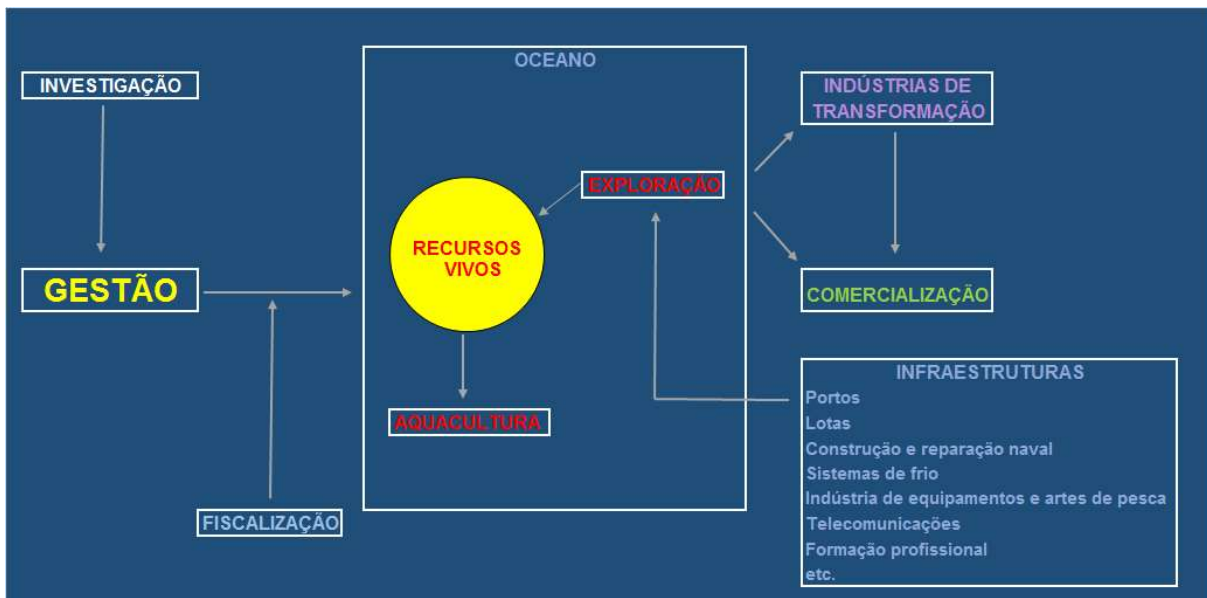 OCEANO
INVESTIGAÇÃO
INDÚSTRIAS DE
TRANSFORMAÇÃO
EXPLORAÇÃO
RECURSOS
VIVOS
GESTÃO
COMERCIALIZAÇÃO
AQUACULTURA
FISCALIZAÇÃO
INFRAESTRUTURAS
Portos
Lotas
Construção e reparação naval
Sistemas de frio
Indústria de equipamentos e artes de pesca
Telecomunicações
Formação profissional
etc.